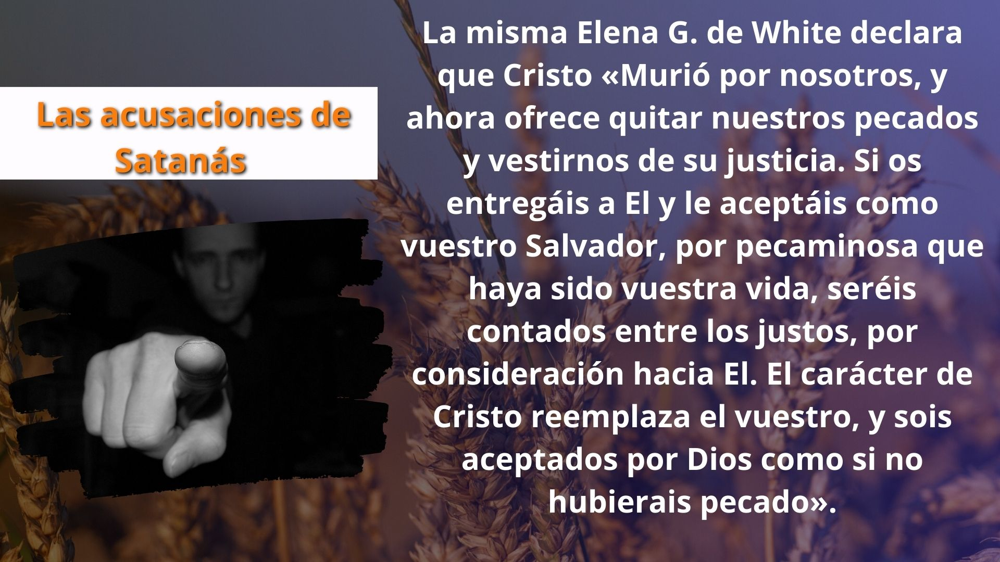 Las acusaciones de
Satanás
La misma Elena G. de White declara
que Cristo «Murió por nosotros, y
ahora ofrece quitar nuestros pecados
y vestirnos de su justicia. Si os
entregáis a El y le aceptáis como
vuestro Salvador, por pecaminosa que
haya sido vuestra vida, seréis
contados entre los justos, por
consideración hacia El. El carácter de
Cristo reemplaza el vuestro, y sois
aceptados por Dios como si no
hubierais pecado».